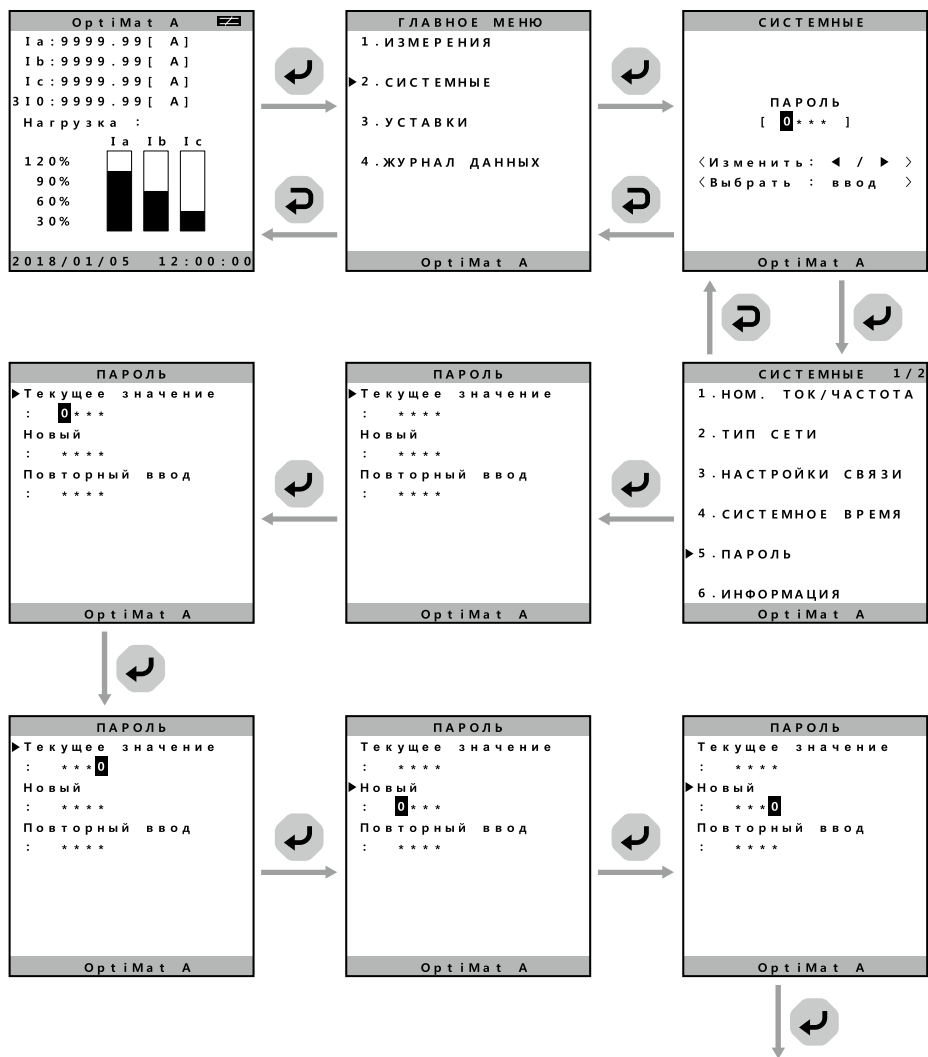 OptiMat A
Ia:9999.99[ A]
Ib:9999.99[ A]
Ic:9999.99[ A]
3I0:9999.99[ A]
Нагрузка :
Ia Ib Ic
120%
90%
60%
30%
2018/01/05 12:00:00
ГЛАВНОЕ МЕНЮ
1.ИЗМЕРЕНИЯ
2.СИСТЕМНЫЕ
3.УСТАВКИ
4.ЖУРНАЛ ДАННЫХ
OptiMat A
СИСТЕМНЫЕ
ПАРОЛЬ
[ 0*** ]
〈Изменить: ◀ / ▶ 〉
〈Выбрать : ввод 〉
OptiMat A
ПАРОЛЬ
Текущее значение
: 0***
Новый
: ****
Повторный ввод
: ****
OptiMat A
ПАРОЛЬ
Текущее значение
: ****
Новый
: ****
Повторный ввод
: ****
OptiMat A
СИСТЕМНЫЕ 1/2
1.НОМ. ТОК/ЧАСТОТА
2.ТИП СЕТИ
3.НАСТРОЙКИ СВЯЗИ
4.СИСТЕМНОЕ ВРЕМЯ
5.ПАРОЛЬ
6.ИНФОРМАЦИЯ
OptiMat A
ПАРОЛЬ
Текущее значение
: ***0
Новый
: ****
Повторный ввод
: ****
OptiMat A
ПАРОЛЬ
Текущее значение
: ****
Новый
: 0***
Повторный ввод
: ****
OptiMat A
ПАРОЛЬ
Текущее значение
: ****
Новый
: ***0
Повторный ввод
: ****
OptiMat A